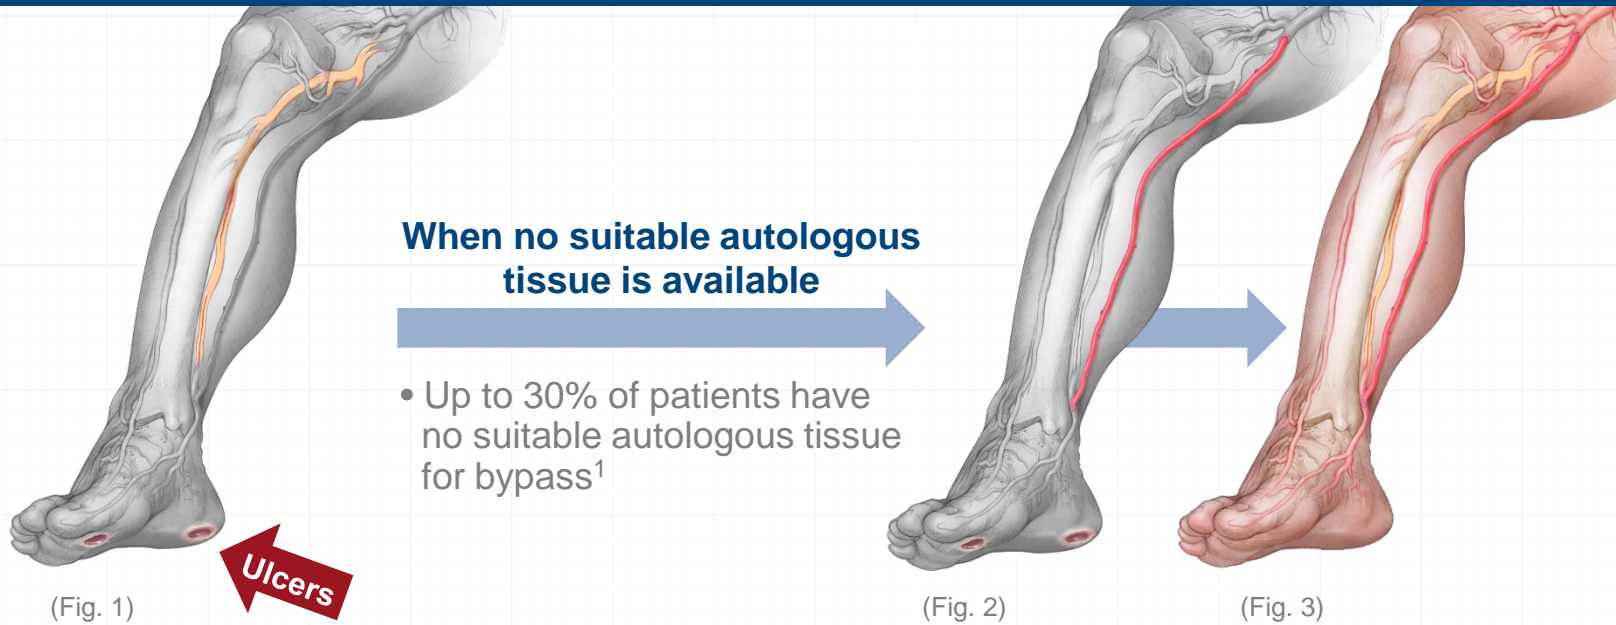 When no suitable autologous
tissue is available
• Up to 30% of patients have
no suitable autologous tissue
for bypass¹
Ulcers
(Fig. 1)
(Fig. 2)
(Fig. 3)